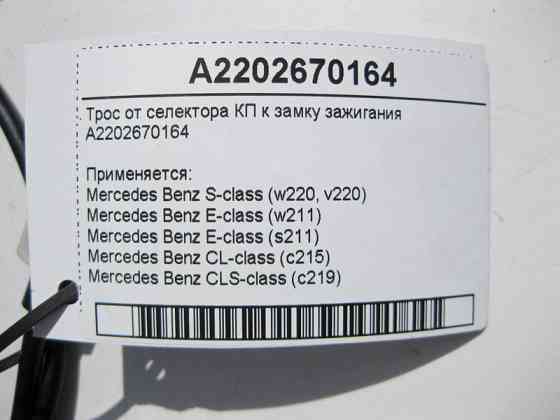 A2202670164
Трос от селектора КП к замку зажигания
A2202670164
Применяется:
Mercedes Benz S-class (w220, v220)
Mercedes Benz E-class (w211)
Mercedes Benz E-class (s211)
Mercedes Benz CL-class (c215)
Mercedes Benz CLS-class (c219)